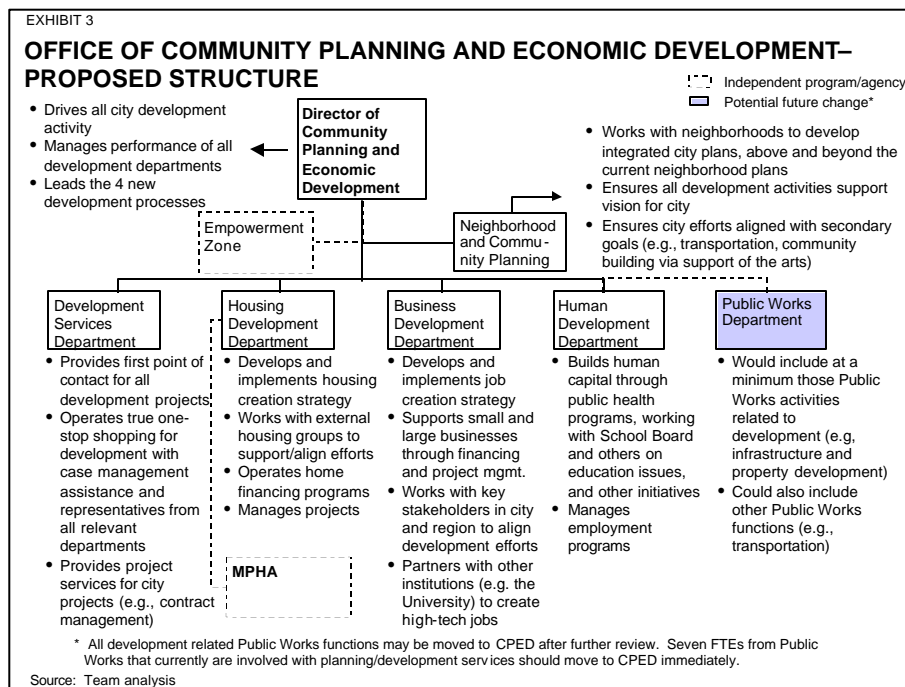 EXHIBIT 3
OFFICE OF COMMUNITY PLANNING AND ECONOMIC DEVELOPMENT–
PROPOSED STRUCTURE
Independent program/agency
Potential future change*
• Drives all city development
activity
• Manages performance of all
development departments
• Leads the 4 new
development processes
Director of
Community
Planning and
Economic
Development
• Works with neighborhoods to develop
integrated city plans, above and beyond the
current neighborhood plans
• Ensures all development activities support
vision for city
• Ensures city efforts aligned with secondary
goals (e.g., transportation, community
building via support of the arts)
Empowerment
Zone
Neighborhood
and Commu-
nity Planning
Development
Services
Department
• Provides first point of
contact for all
development projects
• Operates true one-
stop shopping for
development with
case management
assistance and
representatives from
all relevant
departments
• Provides project
services for city
projects (e.g., contract
management)
Housing
Development
Department
• Develops and
implements housing
creation strategy
• Works with external
housing groups to
support/align efforts
• Operates home
financing programs
• Manages projects
MPHA
Business
Development
Department
• Develops and
implements job
creation strategy
• Supports small and
large businesses
through financing
and project mgmt.
• Works with key
stakeholders in city
and region to align
development efforts
• Partners with other
institutions (e.g. the
University) to create
high-tech jobs
Human
Development
Department
• Builds human
capital through
public health
programs, working
with School Board
and others on
education issues,
and other initiatives
• Manages
employment
programs
Public Works
Department
• Would include at a
minimum those Public
Works activities
related to
development (e.g,
infrastructure and
property development)
• Could also include
other Public Works
functions (e.g.,
transportation)
* All development related Public Works functions may be moved to CPED after further review. Seven FTEs from Public
Works that currently are involved with planning/development services should move to CPED immediately.
Source: Team analysis